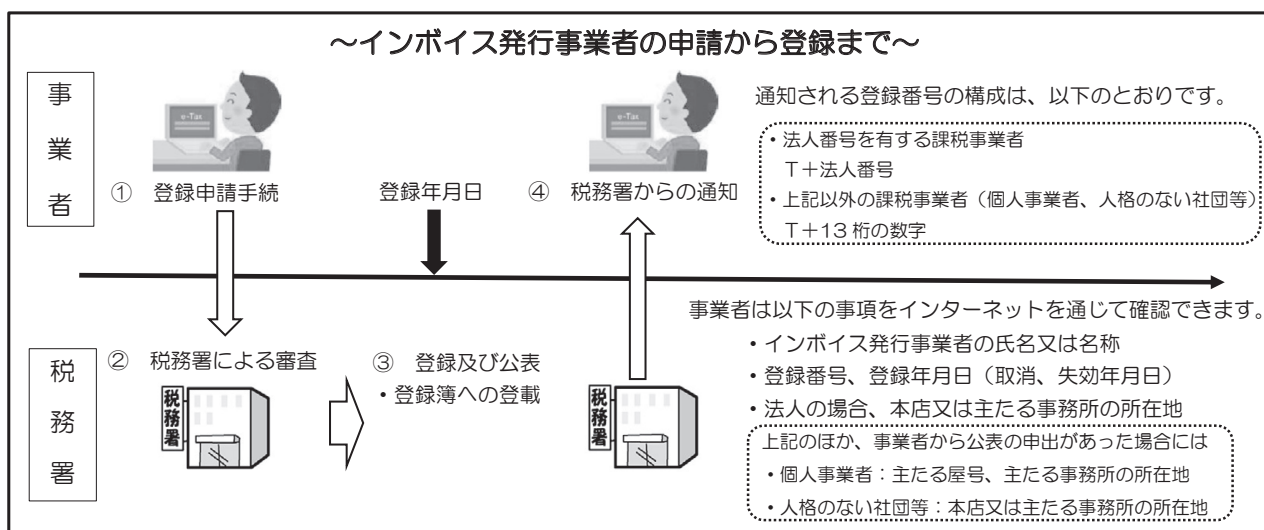 ～インボイス発行事業者の申請から登録まで～
事業者
e-Tax
① 登録申請手続
登録年月日
e-Tax
④ 税務署からの通知
通知される登録番号の構成は、以下のとおりです。
・法人番号を有する課税事業者
T＋法人番号
・上記以外の課税事業者（個人事業者、人格のない社団等）
T＋13桁の数字
税務署
② 税務署による審査
税務署
③ 登録及び公表
・登録簿への登載
税務署
事業者は以下の事項をインターネットを通じて確認できます。
・インボイス発行事業者の氏名又は名称
・登録番号、登録年月日（取消、失効年月日）
・法人の場合、本店又は主たる事務所の所在地
上記のほか、事業者から公表の申出があった場合には
・個人事業者：主たる屋号、主たる事務所の所在地
・人格のない社団等：本店又は主たる事務所の所在地